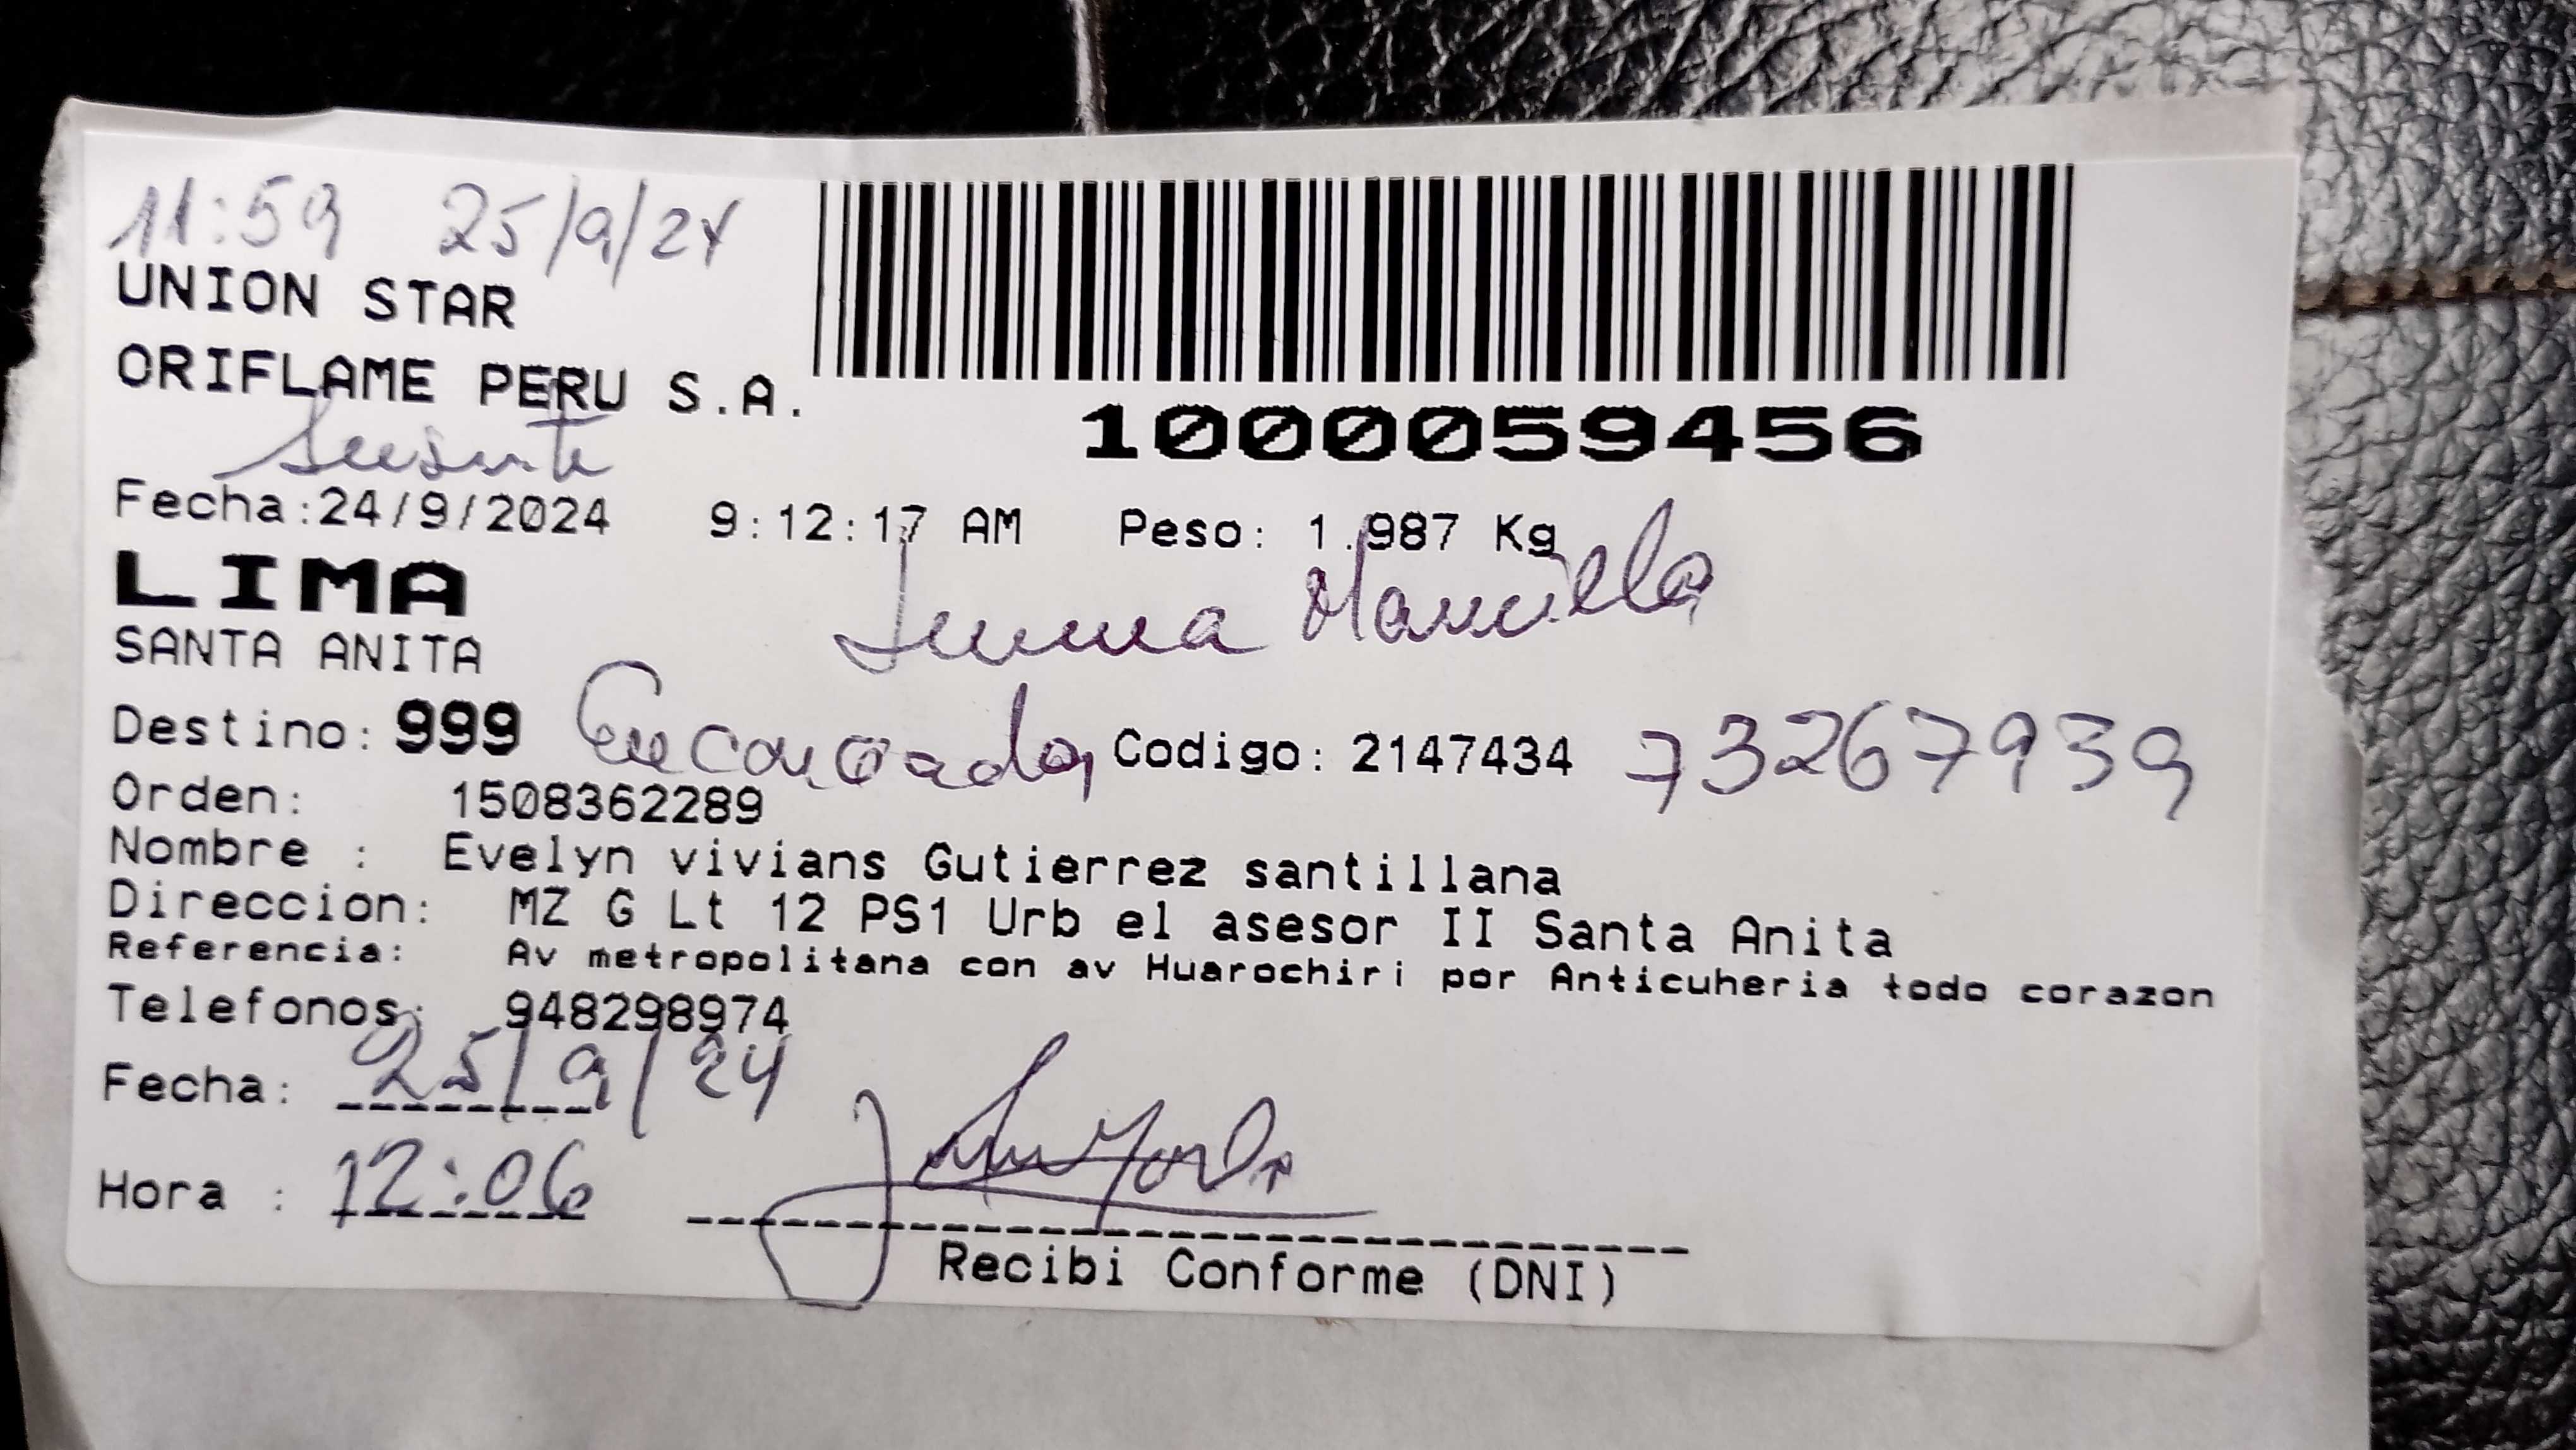 11:59 25/9/24
UNION STAR
ORIFLAME PERU S.A.
1000059456
Fecha:24/9/2024 9:12:17 AM Peso: 1.987 Kg
LIMA
SANTA ANITA
Destino: 999 Encargada Codigo: 2147434 73267939
Orden: 1508362289
Nombre : Evelyn vivians Gutierrez santillana
Direccion: MZ G Lt 12 PS1 Urb el asesor II Santa Anita
Referencia: Av metropolitana con av Huarochiri por Anticuheria todo corazon
Telefonos: 948298974
Fecha: 25/9/24
Hora : 12:06
Recibi Conforme (DNI)